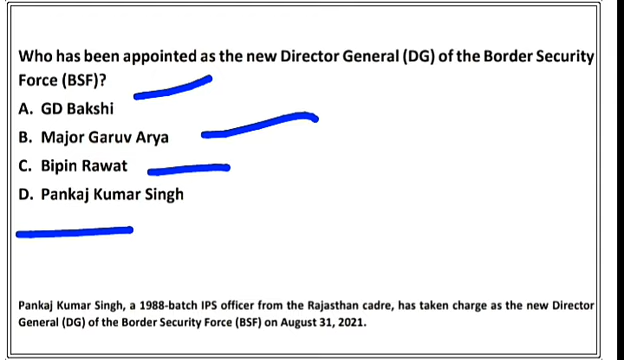 Who has been appointed as the new Director General (DG) of the Border Security
Force (BSF)?
A. GD Bakshi
B. Major Garuv Arya
C. Bipin Rawat
D. Pankaj Kumar Singh
Pankaj Kumar Singh, a 1988-batch IPS officer from the Rajasthan cadre, has taken charge as the new Director
General (DG) of the Border Security Force (BSF) on August 31, 2021.